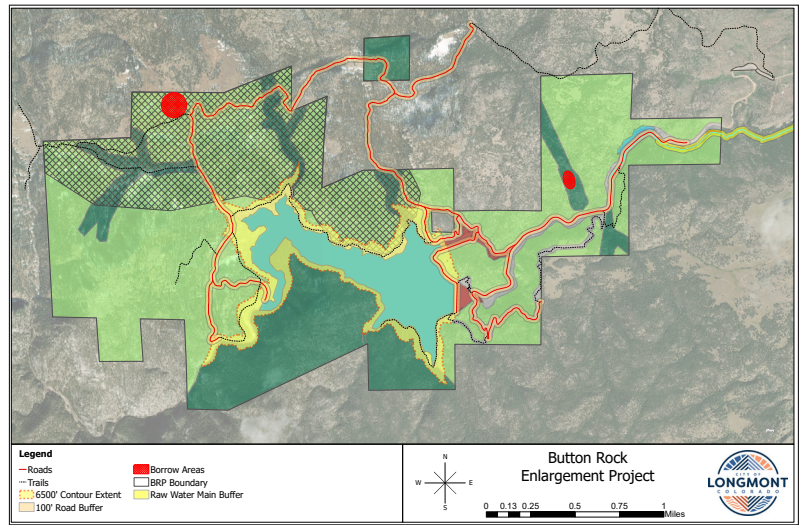 Legend
Roads
Trails
6500' Contour Extent
100' Road Buffer
Borrow Areas
BRP Boundary
Raw Water Main Buffer
N
W
E
S
Button Rock
Enlargement Project
0 0.13 0.25 0.5 0.75 1
Miles
CITY OF
LONGMONT
COLORADO